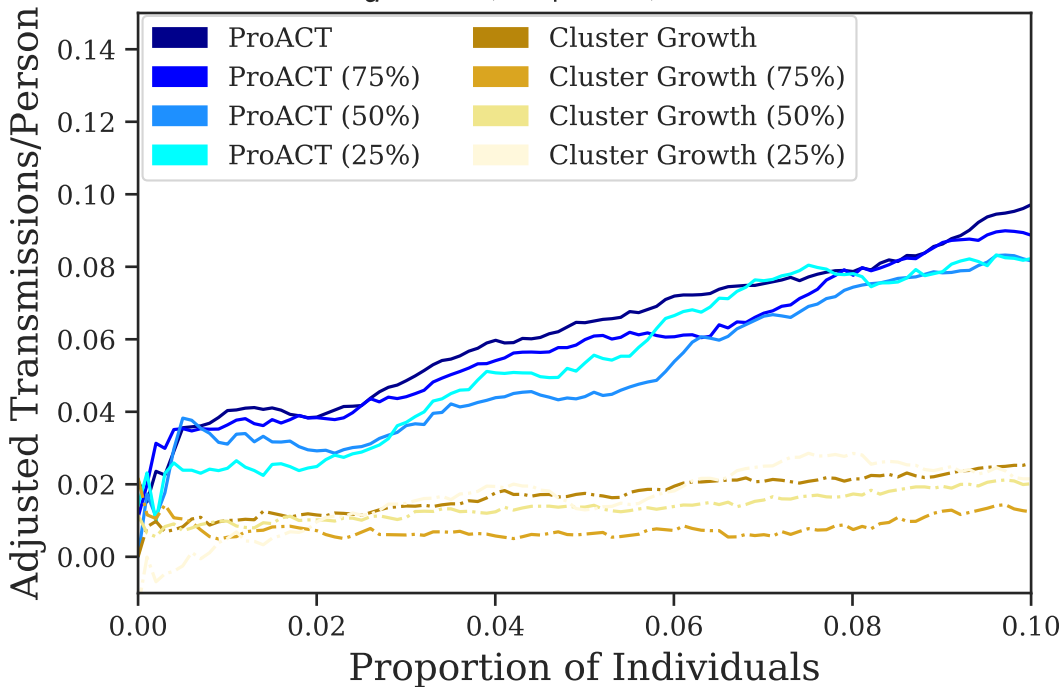 Adjusted Transmissions/Person
0.14
0.12
0.10
0.08
0.06
0.04
0.02
0.00
ProACT
ProACT (75%)
ProACT (50%)
ProACT (25%)
Cluster Growth
Cluster Growth (75%)
Cluster Growth (50%)
Cluster Growth (25%)
0.00 0.02 0.04 0.06 0.08 0.10
Proportion of Individuals